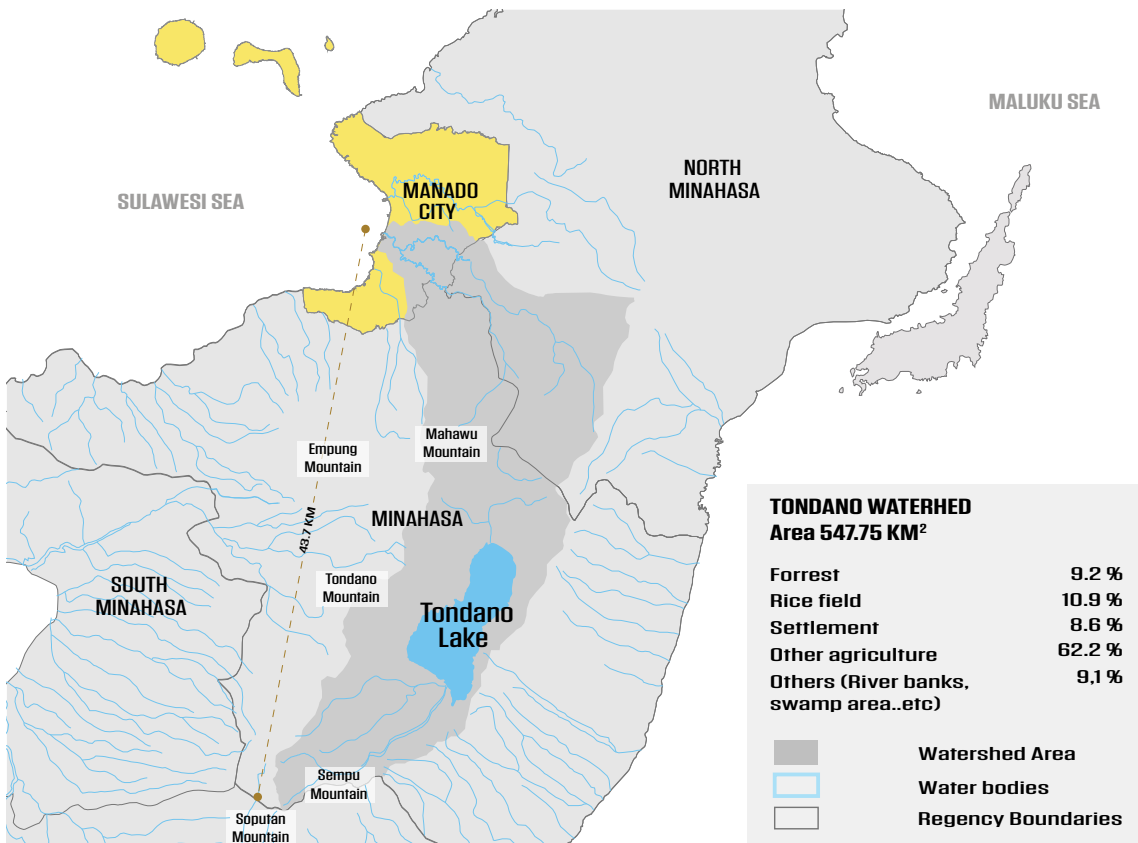 MALUKU SEA
NORTH
MINAHASA
SULAWESI SEA
MANADO
CITY
Empung
Mountain
Mahawu
Mountain
43.7 KM
MINAHASA
SOUTH
MINAHASA
Tondano
Mountain
Tondano
Lake
Sempu
Mountain
Soputan
Mountain
TONDANO WATERHED
Area 547.75 KM²
Forrest 9.2 %
Rice field 10.9 %
Settlement 8.6 %
Other agriculture 62.2 %
Others (River banks, 9,1 %
swamp area..etc)
Watershed Area
Water bodies
Regency Boundaries